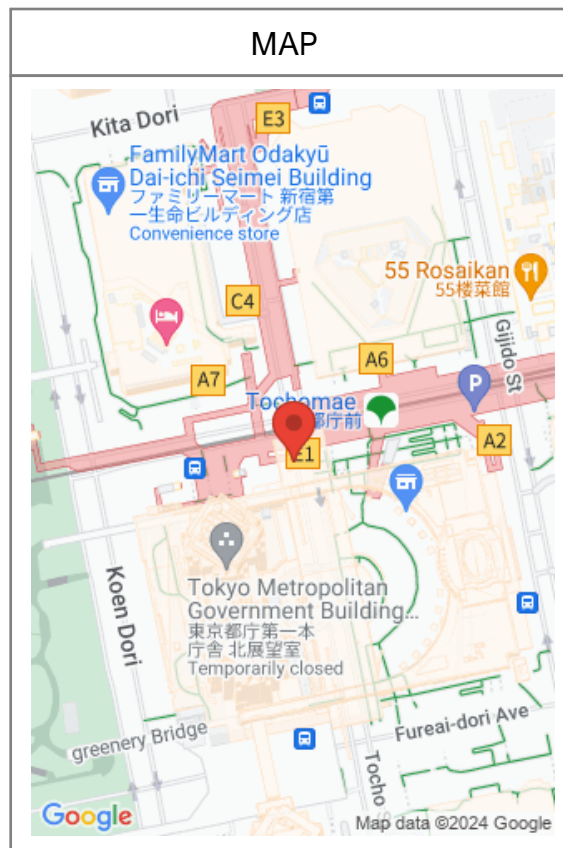 MAP
Kita Dori
E3
FamilyMart Odakyū
Dai-ichi Seimei Building
ファミリーマート 新宿第
一生命ビルディング店
Convenience store
55 Rosaikan
55楼菜館
C4
Gijido St
A6
A7
P
Tochomae
都庁前
E1
A2
Tokyo Metropolitan
Government Building...
東京都庁第一本
庁舎 北展望室
Temporarily closed
Koen Dori
greenery Bridge
Fureai-dori Ave
Tocho S
Google
Map data ©2024 Google